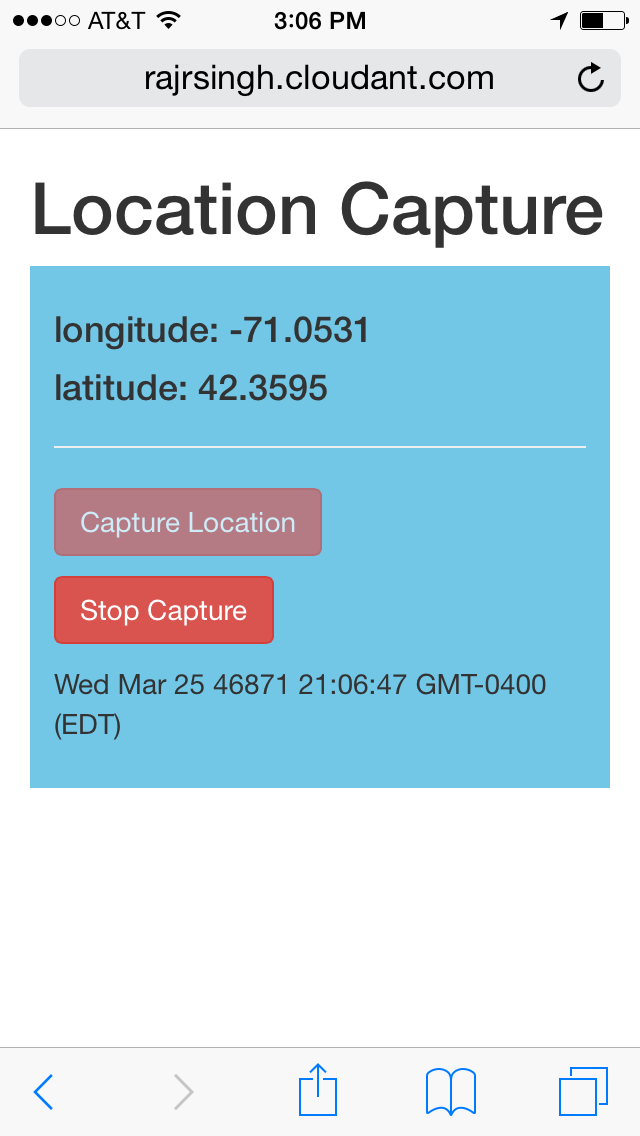 AT&T 3:06 PM
rajrsingh.cloudant.com
Location Capture
longitude: -71.0531
latitude: 42.3595
Capture Location
Stop Capture
Wed Mar 25 46871 21:06:47 GMT-0400
(EDT)